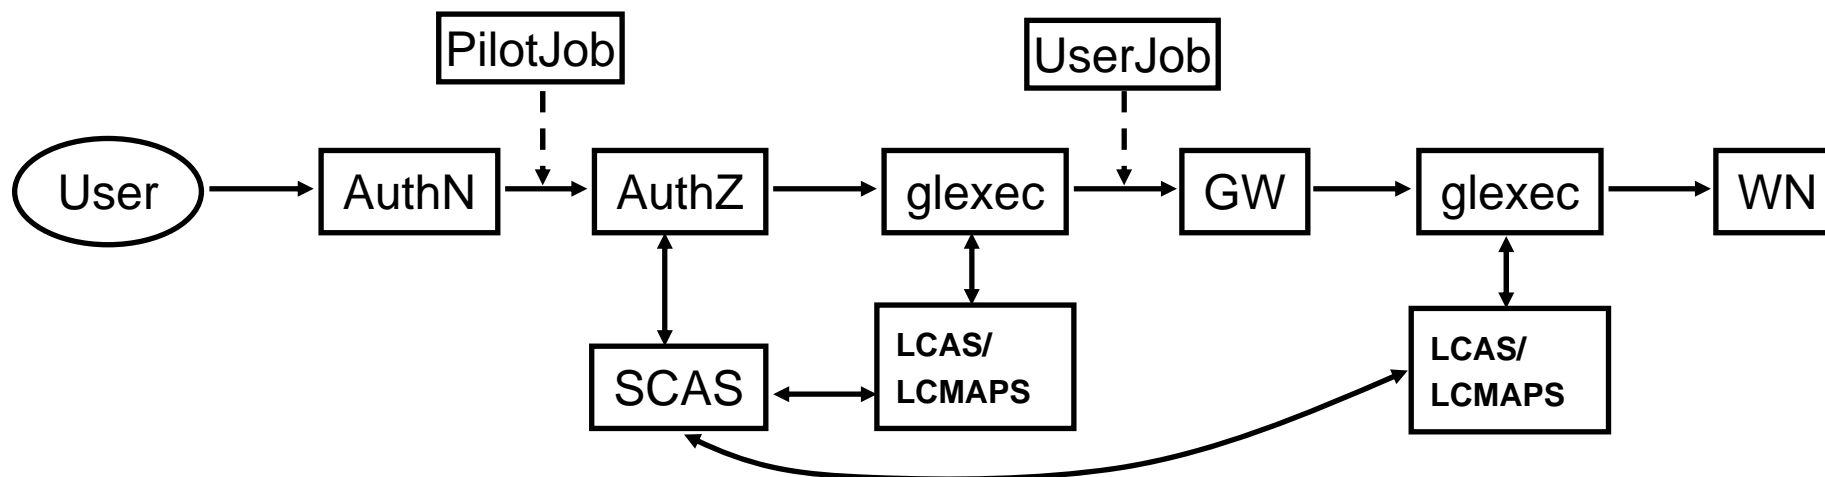 PilotJob
UserJob
User
AuthN
AuthZ
glexec
GW
glexec
WN
SCAS
LCAS/
LCMAPS
LCAS/
LCMAPS